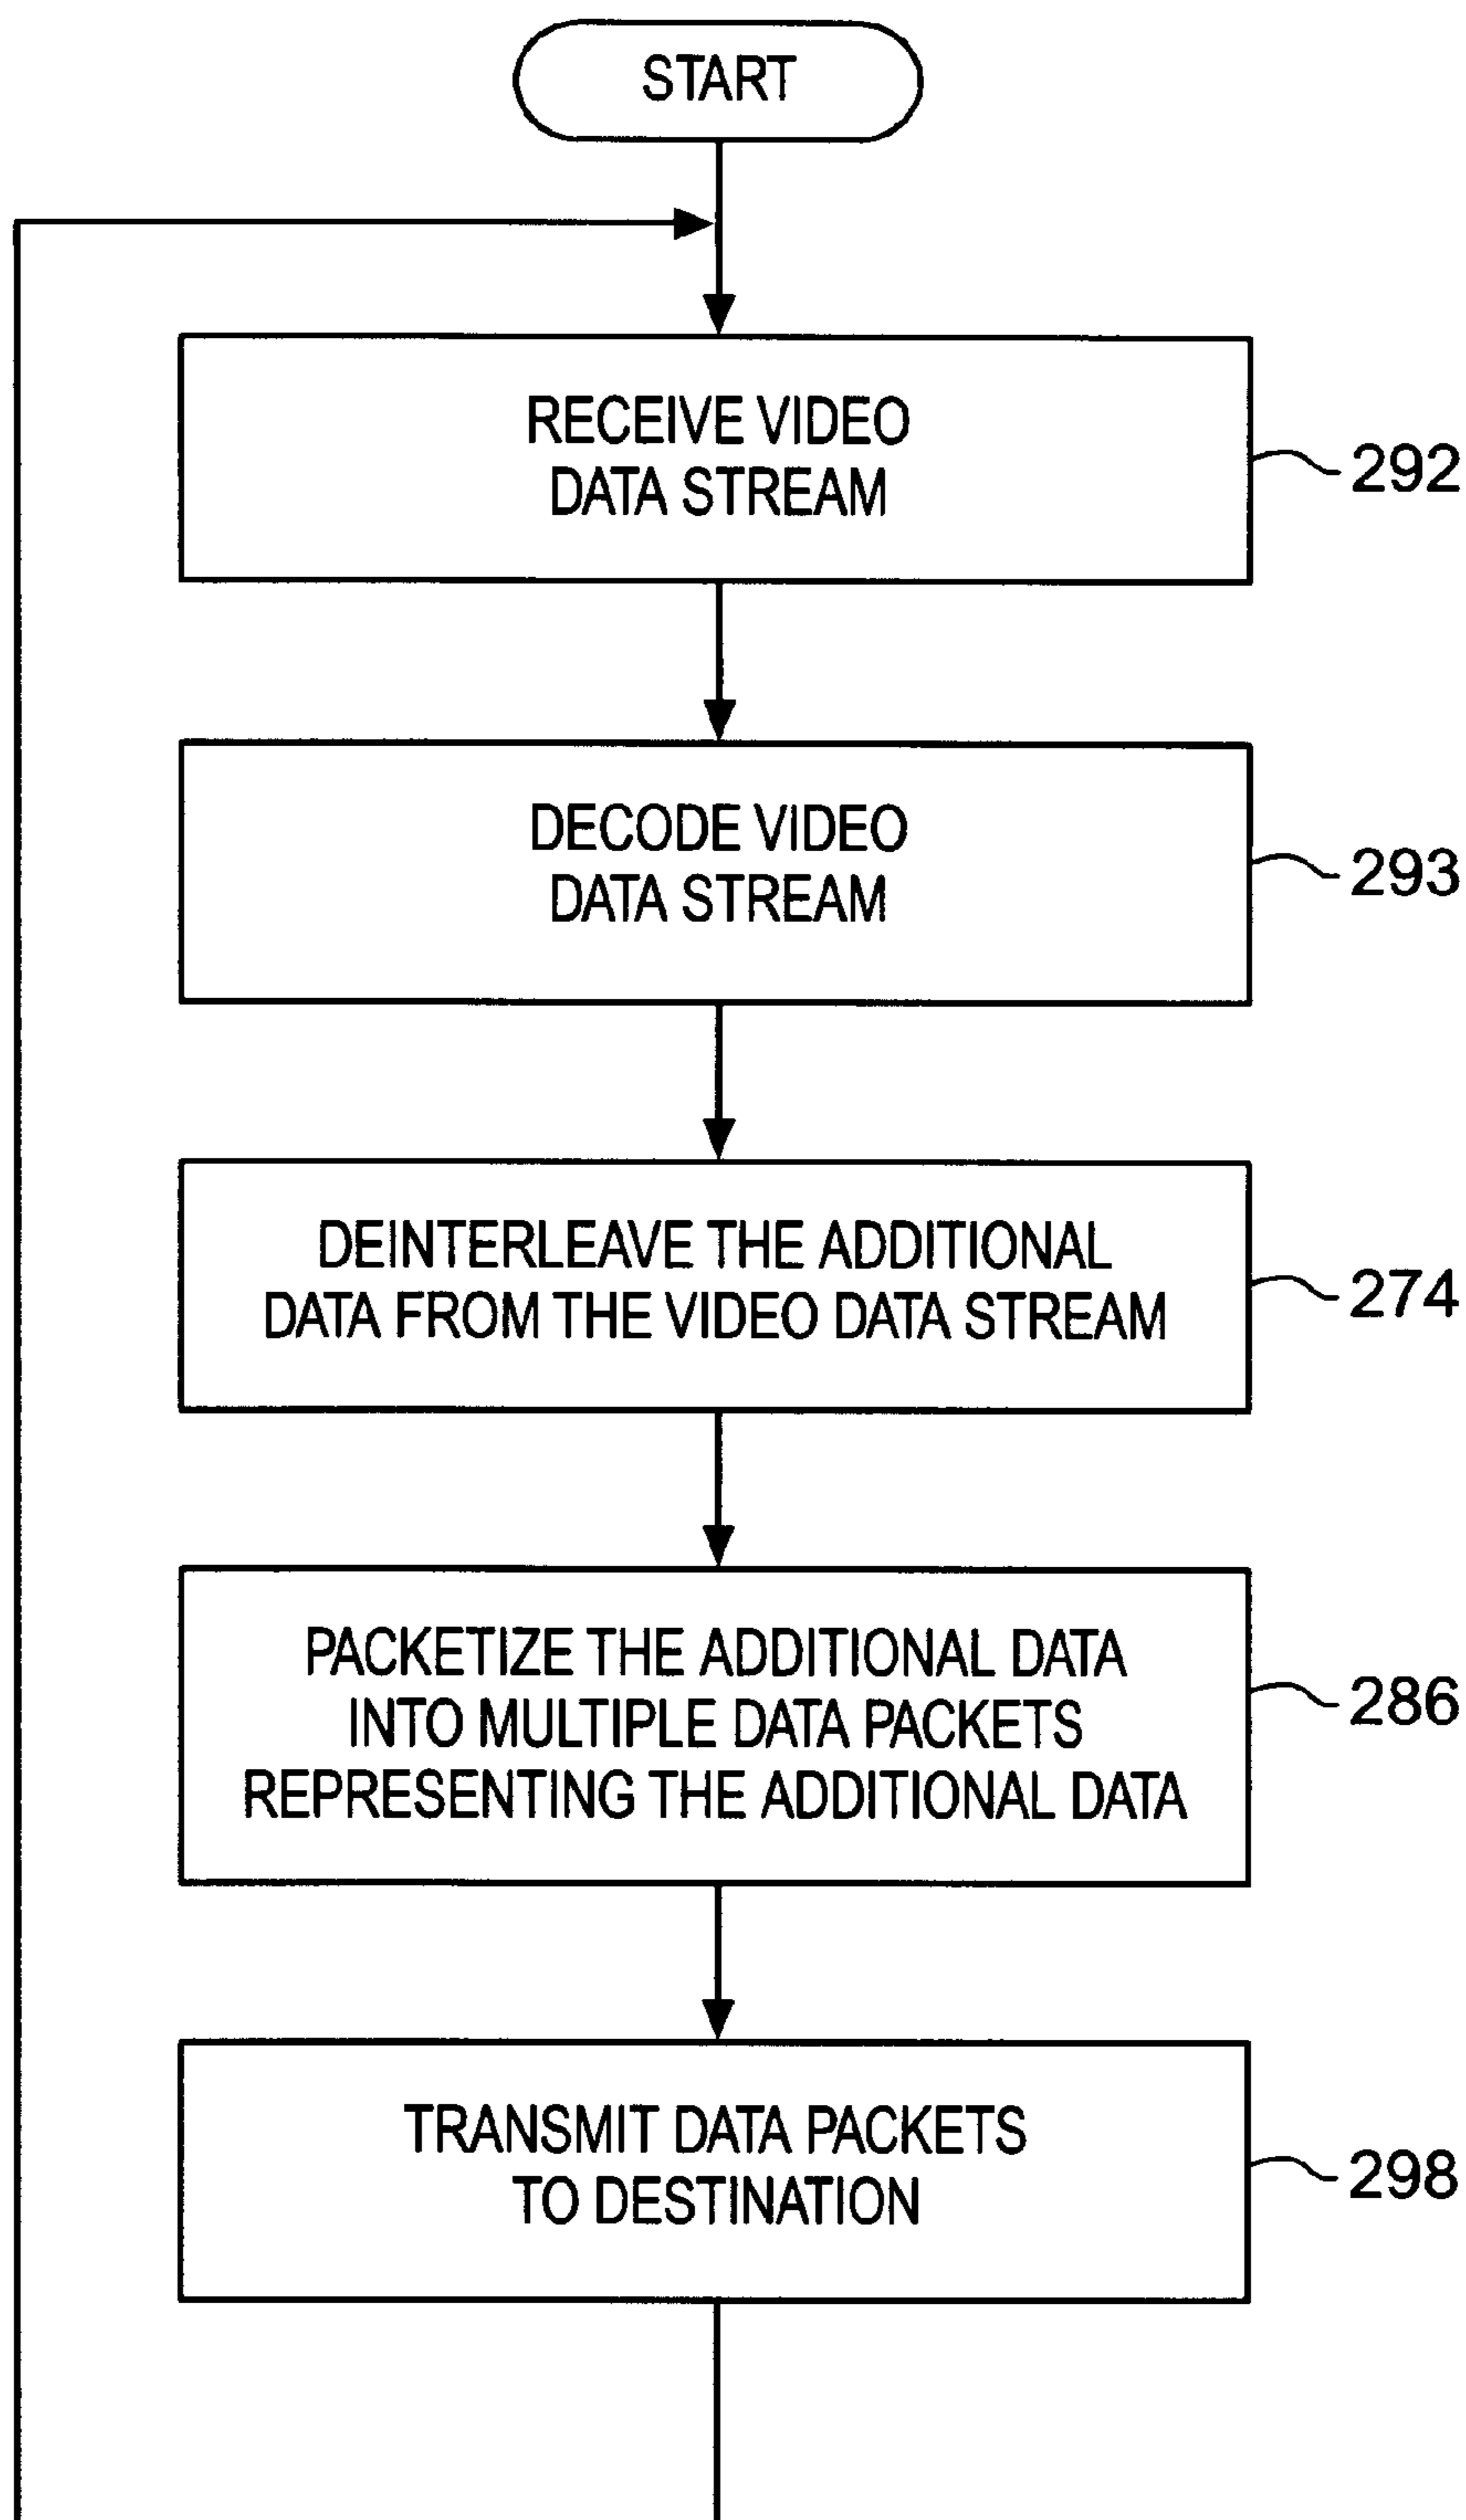 START
RECEIVE VIDEO
DATA STREAM
292
DECODE VIDEO
DATA STREAM
293
DEINTERLEAVE THE ADDITIONAL
DATA FROM THE VIDEO DATA STREAM
274
PACKETIZE THE ADDITIONAL DATA
INTO MULTIPLE DATA PACKETS
REPRESENTING THE ADDITIONAL DATA
286
TRANSMIT DATA PACKETS
TO DESTINATION
298